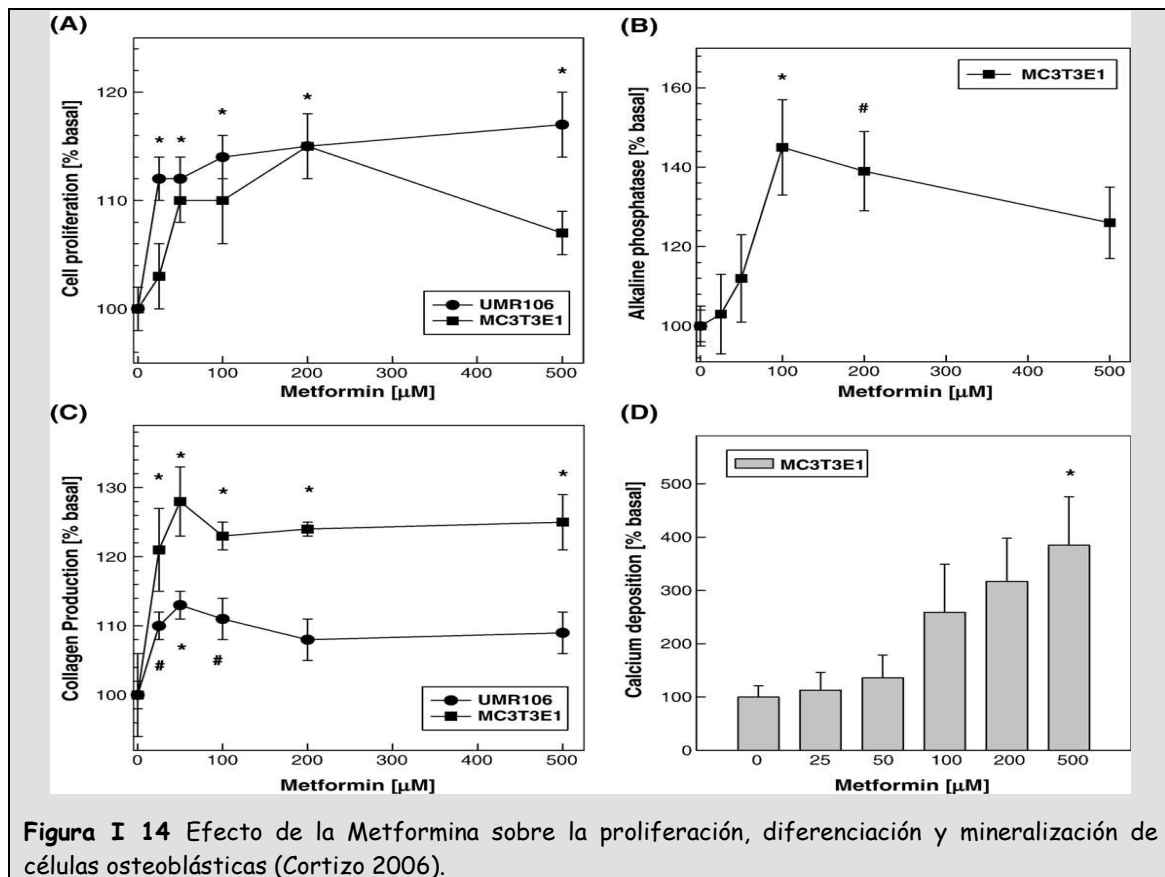 (A)
Cell proliferation [% basal]
120
110
100
* * * * *
UMR106
MC3T3E1
0 100 200 300 400 500
Metformin [µM]
(B)
Alkaline phosphatase [% basal]
160
140
120
100
* #
MC3T3E1
0 100 200 300 400 500
Metformin [µM]
(C)
Collagen Production [% basal]
130
120
110
100
* * * * *
# * #
UMR106
MC3T3E1
0 100 200 300 400 500
Metformin [µM]
(D)
Calcium deposition [% basal]
500
400
300
200
100
0
*
MC3T3E1
0 25 50 100 200 500
Metformin [µM]
Figura I 14 Efecto de la Metformina sobre la proliferación, diferenciación y mineralización de
células osteoblásticas (Cortizo 2006).